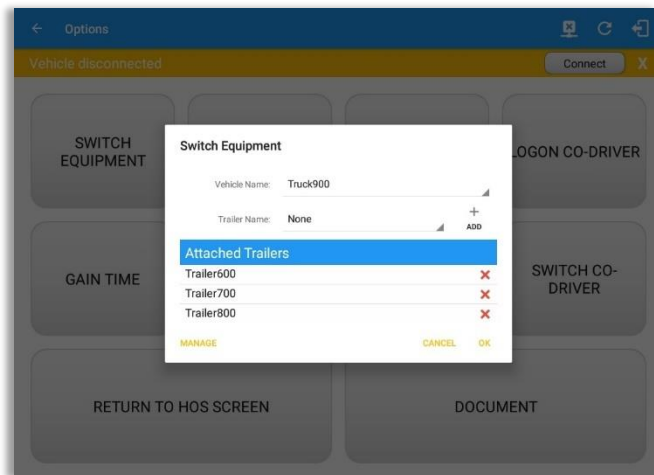 Options
Vehicle disconnected
Connect
X
SWITCH
EQUIPMENT
OGON CO-DRIVER
Switch Equipment
Vehicle Name: Truck900
Trailer Name: None
ADD
Attached Trailers
Trailer600
Trailer700
Trailer800
MANAGE
CANCEL
OK
GAIN TIME
SWITCH CO-
DRIVER
RETURN TO HOS SCREEN
DOCUMENT